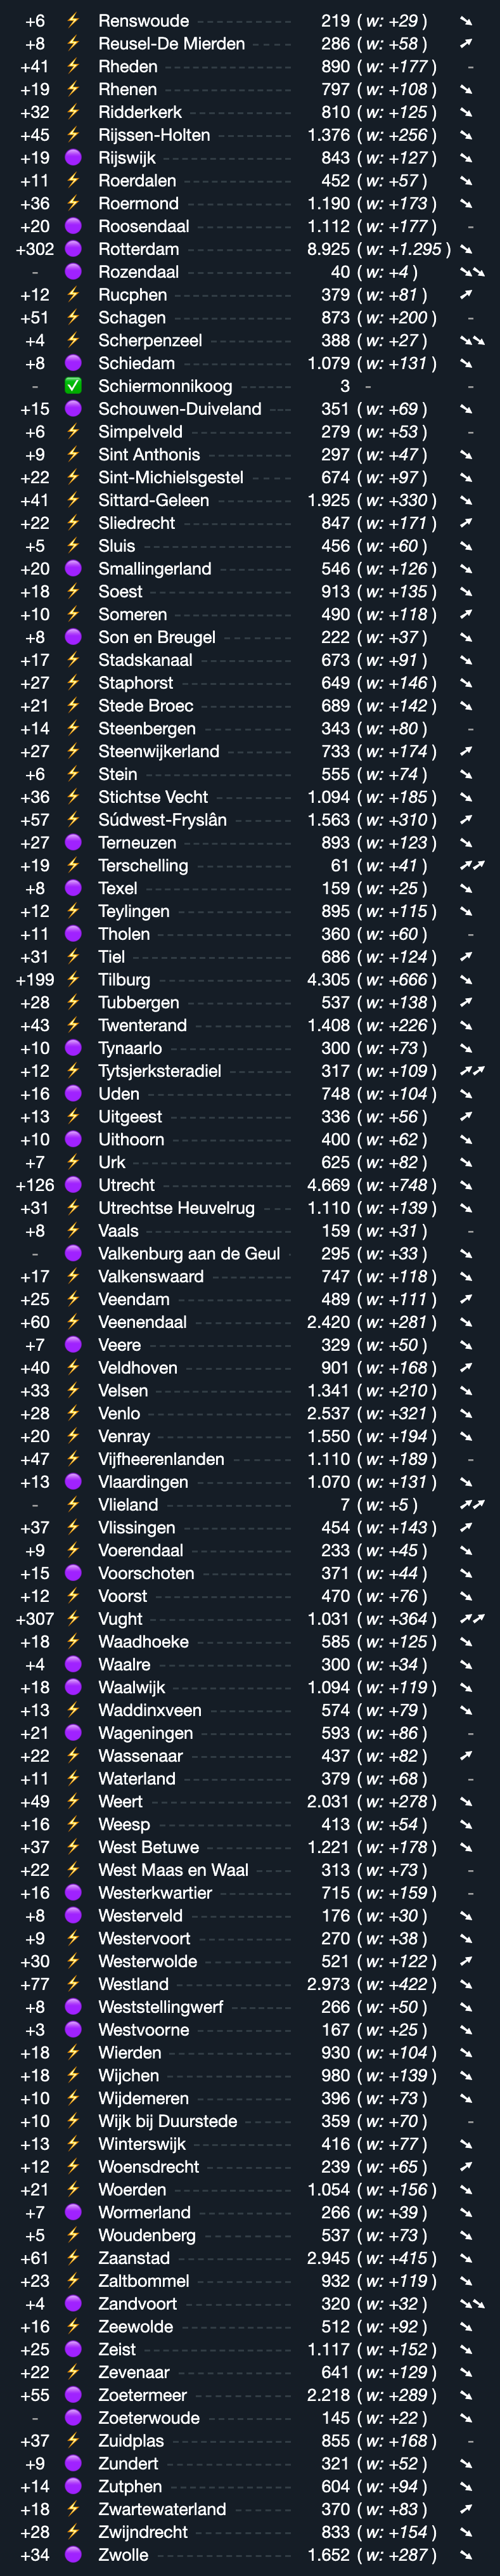 +6 ⚡ Renswoude 219 ( w: +29 ) ↘
+8 ⚡ Reusel-De Mierden 286 ( w: +58 ) ↗
+41 ⚡ Rheden 890 ( w: +177 ) -
+19 ⚡ Rhenen 797 ( w: +108 ) ↘
+32 ⚡ Ridderkerk 810 ( w: +125 ) ↘
+45 ⚡ Rijssen-Holten 1.376 ( w: +256 ) ↘
+19 🟣 Rijswijk 843 ( w: +127 ) ↘
+11 ⚡ Roerdalen 452 ( w: +57 ) ↘
+36 ⚡ Roermond 1.190 ( w: +173 ) ↘
+20 🟣 Roosendaal 1.112 ( w: +177 ) -
+302 🟣 Rotterdam 8.925 ( w: +1.295 ) ↘
- 🟣 Rozendaal 40 ( w: +4 ) ↘↘
+12 ⚡ Rucphen 379 ( w: +81 ) ↗
+51 ⚡ Schagen 873 ( w: +200 ) -
+4 ⚡ Scherpenzeel 388 ( w: +27 ) ↘↘
+8 🟣 Schiedam 1.079 ( w: +131 ) ↘
- ✅ Schiermonnikoog 3 - -
+15 🟣 Schouwen-Duiveland 351 ( w: +69 ) ↘
+6 ⚡ Simpelveld 279 ( w: +53 ) -
+9 ⚡ Sint Anthonis 297 ( w: +47 ) ↘
+22 ⚡ Sint-Michielsgestel 674 ( w: +97 ) ↘
+41 ⚡ Sittard-Geleen 1.925 ( w: +330 ) ↘
+22 ⚡ Sliedrecht 847 ( w: +171 ) ↗
+5 ⚡ Sluis 456 ( w: +60 ) ↘
+20 🟣 Smallingerland 546 ( w: +126 ) ↘
+18 ⚡ Soest 913 ( w: +135 ) ↘
+10 ⚡ Someren 490 ( w: +118 ) ↗
+8 🟣 Son en Breugel 222 ( w: +37 ) ↘
+17 ⚡ Stadskanaal 673 ( w: +91 ) ↘
+27 ⚡ Staphorst 649 ( w: +146 ) ↘
+21 ⚡ Stede Broec 689 ( w: +142 ) ↘
+14 ⚡ Steenbergen 343 ( w: +80 ) -
+27 ⚡ Steenwijkerland 733 ( w: +174 ) ↗
+6 ⚡ Stein 555 ( w: +74 ) ↘
+36 ⚡ Stichtse Vecht 1.094 ( w: +185 ) ↘
+57 ⚡ Súdwest-Fryslân 1.563 ( w: +310 ) ↗
+27 🟣 Terneuzen 893 ( w: +123 ) ↘
+19 ⚡ Terschelling 61 ( w: +41 ) ↗↗
+8 🟣 Texel 159 ( w: +25 ) ↘
+12 ⚡ Teylingen 895 ( w: +115 ) ↘
+11 🟣 Tholen 360 ( w: +60 ) -
+31 ⚡ Tiel 686 ( w: +124 ) ↗
+199 ⚡ Tilburg 4.305 ( w: +666 ) ↘
+28 ⚡ Tubbergen 537 ( w: +138 ) ↗
+43 ⚡ Twenterand 1.408 ( w: +226 ) ↘
+10 🟣 Tynaarlo 300 ( w: +73 ) ↘
+12 ⚡ Tytsjerksteradiel 317 ( w: +109 ) ↗↗
+16 🟣 Uden 748 ( w: +104 ) ↘
+13 ⚡ Uitgeest 336 ( w: +56 ) ↗
+10 🟣 Uithoorn 400 ( w: +62 ) ↘
+7 ⚡ Urk 625 ( w: +82 ) ↘
+126 🟣 Utrecht 4.669 ( w: +748 ) ↘
+31 ⚡ Utrechtse Heuvelrug 1.110 ( w: +139 ) ↘
+8 ⚡ Vaals 159 ( w: +31 ) -
- 🟣 Valkenburg aan de Geul 295 ( w: +33 ) ↘
+17 ⚡ Valkenswaard 747 ( w: +118 ) ↘
+25 ⚡ Veendam 489 ( w: +111 ) ↗
+60 ⚡ Veenendaal 2.420 ( w: +281 ) ↘
+7 🟣 Veere 329 ( w: +50 ) ↘
+40 ⚡ Veldhoven 901 ( w: +168 ) ↗
+33 ⚡ Velsen 1.341 ( w: +210 ) ↘
+28 ⚡ Venlo 2.537 ( w: +321 ) ↘
+20 ⚡ Venray 1.550 ( w: +194 ) ↘
+47 ⚡ Vijfheerenlanden 1.110 ( w: +189 ) -
+13 🟣 Vlaardingen 1.070 ( w: +131 ) ↘
- ⚡ Vlieland 7 ( w: +5 ) ↗↗
+37 ⚡ Vlissingen 454 ( w: +143 ) ↗
+9 ⚡ Voerendaal 233 ( w: +45 ) ↘
+15 🟣 Voorschoten 371 ( w: +44 ) ↘
+12 ⚡ Voorst 470 ( w: +76 ) ↘
+307 ⚡ Vught 1.031 ( w: +364 ) ↗↗
+18 ⚡ Waadhoeke 585 ( w: +125 ) ↘
+4 🟣 Waalre 300 ( w: +34 ) ↘
+18 🟣 Waalwijk 1.094 ( w: +119 ) ↘
+13 ⚡ Waddinxveen 574 ( w: +79 ) ↘
+21 🟣 Wageningen 593 ( w: +86 ) -
+22 ⚡ Wassenaar 437 ( w: +82 ) ↗
+11 ⚡ Waterland 379 ( w: +68 ) -
+49 ⚡ Weert 2.031 ( w: +278 ) ↘
+16 ⚡ Weesp 413 ( w: +54 ) ↘
+37 ⚡ West Betuwe 1.221 ( w: +178 ) ↘
+22 ⚡ West Maas en Waal 313 ( w: +73 ) -
+16 🟣 Westerkwartier 715 ( w: +159 ) -
+8 🟣 Westerveld 176 ( w: +30 ) ↘
+9 ⚡ Westervoort 270 ( w: +38 ) ↘
+30 ⚡ Westerwolde 521 ( w: +122 ) ↗
+77 ⚡ Westland 2.973 ( w: +422 ) ↘
+8 🟣 Weststellingwerf 266 ( w: +50 ) ↘
+3 🟣 Westvoorne 167 ( w: +25 ) ↘
+18 ⚡ Wierden 930 ( w: +104 ) ↘
+18 ⚡ Wijchen 980 ( w: +139 ) ↘
+10 ⚡ Wijdemeren 396 ( w: +73 ) ↘
+10 ⚡ Wijk bij Duurstede 359 ( w: +70 ) -
+13 ⚡ Winterswijk 416 ( w: +77 ) ↘
+12 ⚡ Woensdrecht 239 ( w: +65 ) ↗
+21 ⚡ Woerden 1.054 ( w: +156 ) ↘
+7 🟣 Wormerland 266 ( w: +39 ) ↘
+5 ⚡ Woudenberg 537 ( w: +73 ) ↘
+61 ⚡ Zaanstad 2.945 ( w: +415 ) ↘
+23 ⚡ Zaltbommel 932 ( w: +119 ) ↘
+4 🟣 Zandvoort 320 ( w: +32 ) ↘↘
+16 ⚡ Zeewolde 512 ( w: +92 ) ↘
+25 🟣 Zeist 1.117 ( w: +152 ) ↘
+22 ⚡ Zevenaar 641 ( w: +129 ) ↘
+55 🟣 Zoetermeer 2.218 ( w: +289 ) ↘
- 🟣 Zoeterwoude 145 ( w: +22 ) ↘
+37 ⚡ Zuidplas 855 ( w: +168 ) -
+9 🟣 Zundert 321 ( w: +52 ) ↘
+14 🟣 Zutphen 604 ( w: +94 ) ↘
+18 ⚡ Zwartewaterland 370 ( w: +83 ) ↗
+28 ⚡ Zwijndrecht 833 ( w: +154 ) ↘
+34 🟣 Zwolle 1.652 ( w: +287 ) ↘